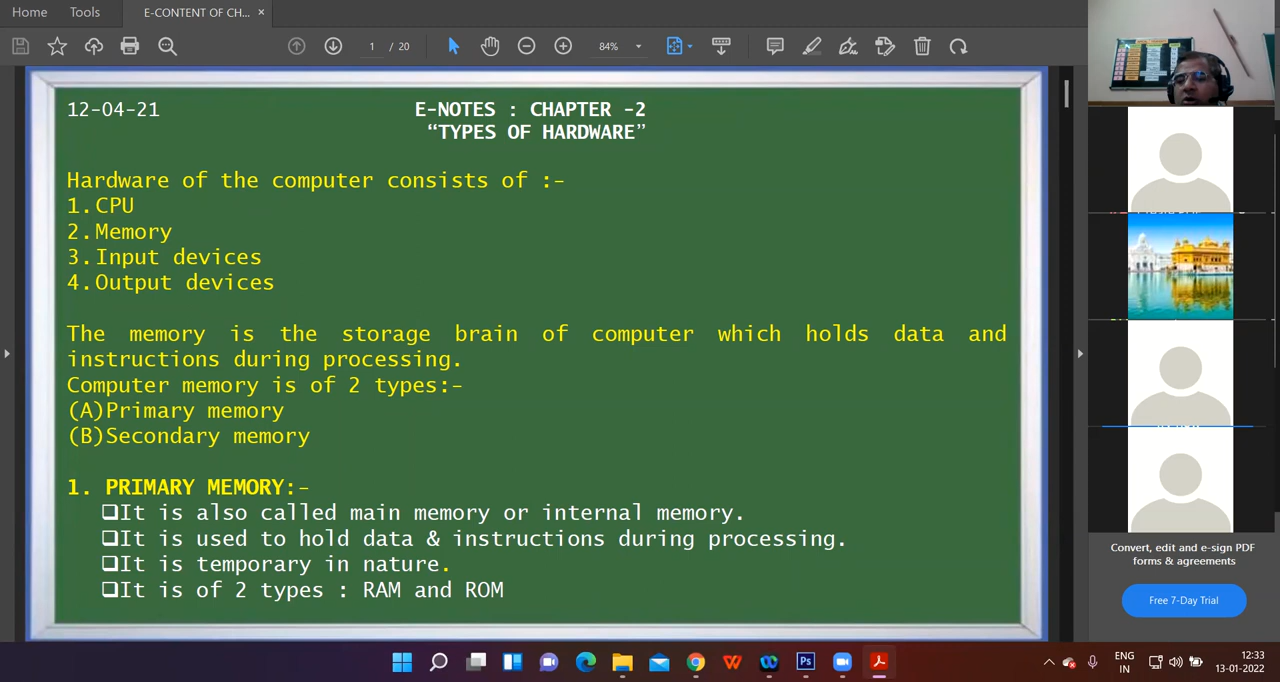 Home Tools E-CONTENT OF CH... ×
1 / 20 84%
12-04-21 E-NOTES : CHAPTER -2
“TYPES OF HARDWARE”
Hardware of the computer consists of :-
1.CPU
2.Memory
3.Input devices
4.Output devices
The memory is the storage brain of computer which holds data and
instructions during processing.
Computer memory is of 2 types:-
(A)Primary memory
(B)Secondary memory
1. PRIMARY MEMORY:-
❑It is also called main memory or internal memory.
❑It is used to hold data & instructions during processing.
❑It is temporary in nature.
❑It is of 2 types : RAM and ROM
Convert, edit and e-sign PDF
forms & agreements
Free 7-Day Trial
ENG
IN
12:33
13-01-2022
Ps